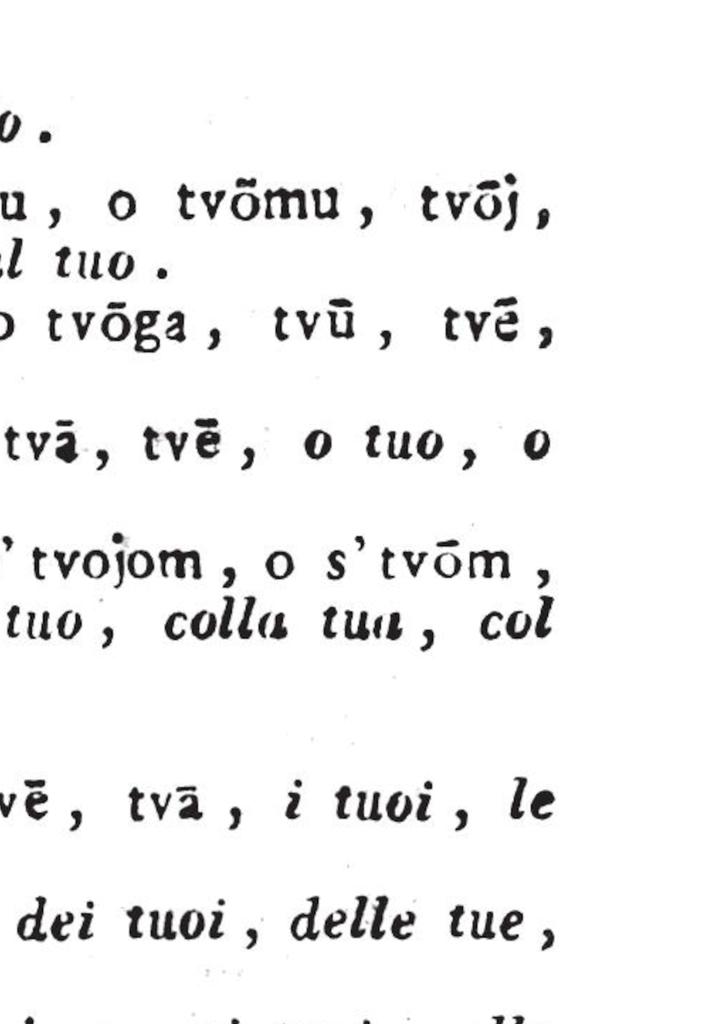 o.
u, o tvõmu, tvōj,
l tuo.
o tvōga, tvū, tvē,
tvā, tvē, o tuo, o
' tvojom, o s' tvōm,
tuo, colla tua, col
vē, tvā, i tuoi, le
dei tuoi, delle tue,